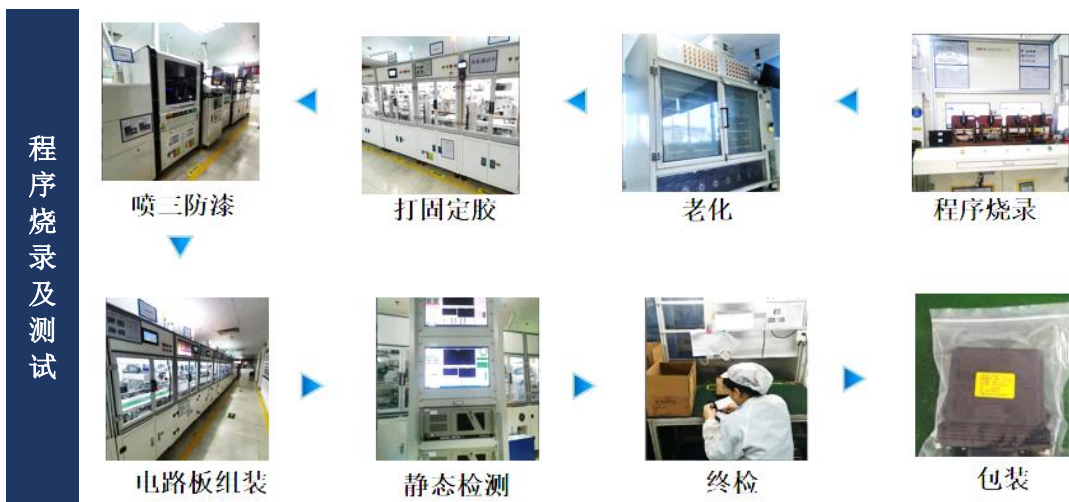 程序烧录及测试
喷三防漆
打固定胶
老化
程序烧录
电路板组装
静态检测
终检
包装